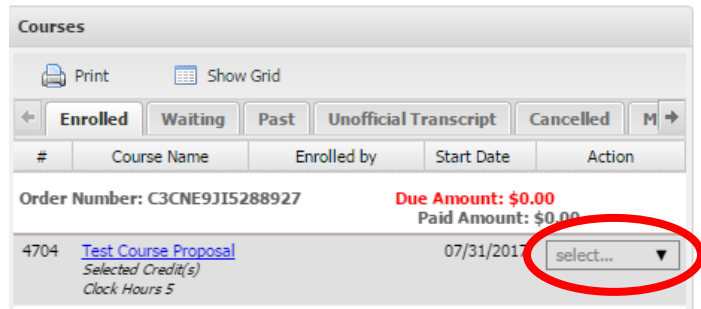 Courses
Print Show Grid
Enrolled Waiting Past Unofficial Transcript Cancelled M
# Course Name Enrolled by Start Date Action
Order Number: C3CNE9JI5288927 Due Amount: $0.00
Paid Amount: $0.00
4704 Test Course Proposal 07/31/2017 select...
Selected Credit(s)
Clock Hours 5